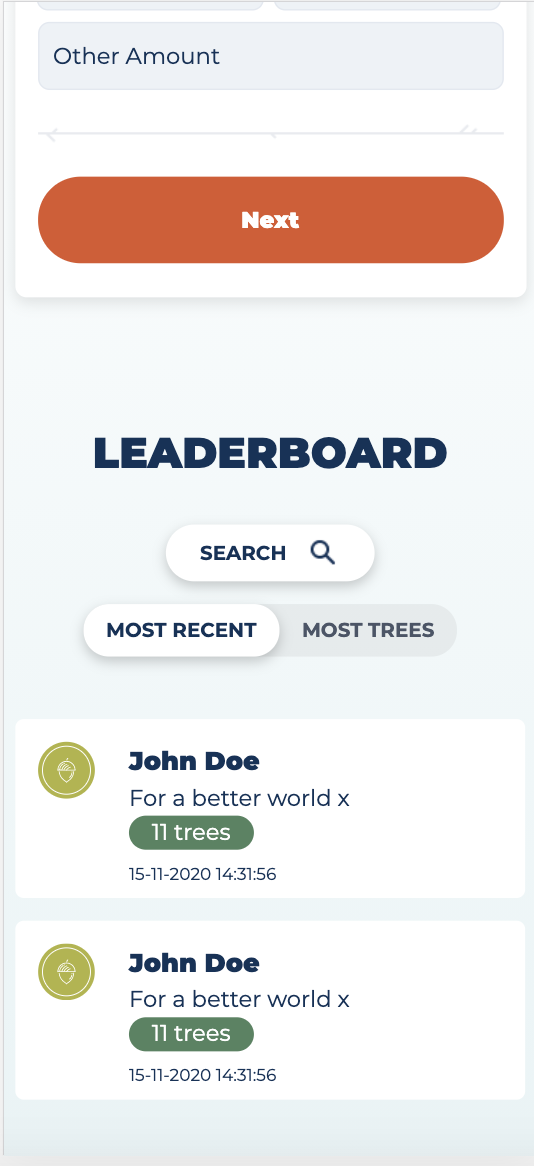 Other Amount
Next
LEADERBOARD
SEARCH
MOST RECENT MOST TREES
John Doe
For a better world x
11 trees
15-11-2020 14:31:56
John Doe
For a better world x
11 trees
15-11-2020 14:31:56